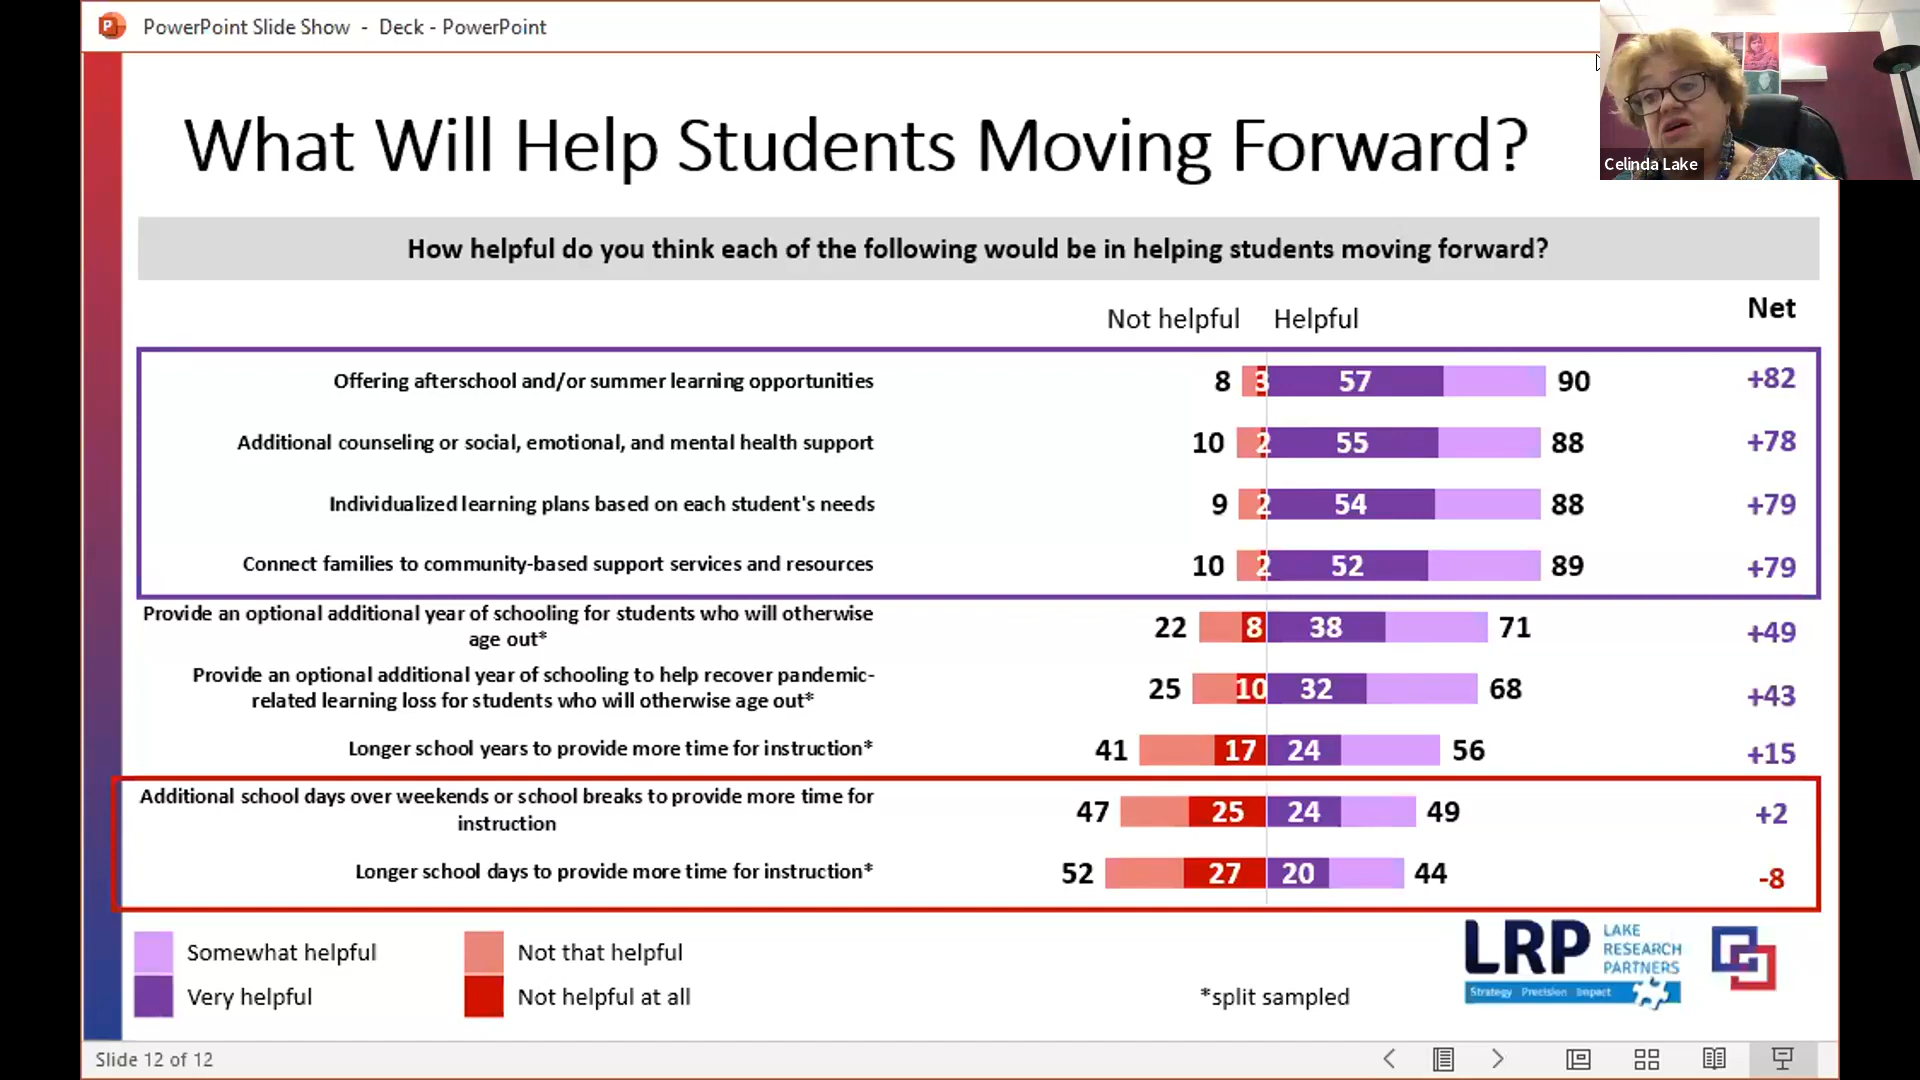 PowerPoint Slide Show - Deck - PowerPoint
Celinda Lake
What Will Help Students Moving Forward?
How helpful do you think each of the following would be in helping students moving forward?
Not helpful Helpful Net
Offering afterschool and/or summer learning opportunities 8 3 57 90 +82
Additional counseling or social, emotional, and mental health support 10 2 55 88 +78
Individualized learning plans based on each student's needs 9 2 54 88 +79
Connect families to community-based support services and resources 10 2 52 89 +79
Provide an optional additional year of schooling for students who will otherwise
age out* 22 8 38 71 +49
Provide an optional additional year of schooling to help recover pandemic-
related learning loss for students who will otherwise age out* 25 10 32 68 +43
Longer school years to provide more time for instruction* 41 17 24 56 +15
Additional school days over weekends or school breaks to provide more time for
instruction 47 25 24 49 +2
Longer school days to provide more time for instruction* 52 27 20 44 -8
Somewhat helpful Not that helpful
Very helpful Not helpful at all
*split sampled
LRP LAKE
RESEARCH
PARTNERS
Strategy Precision Impact
Slide 12 of 12